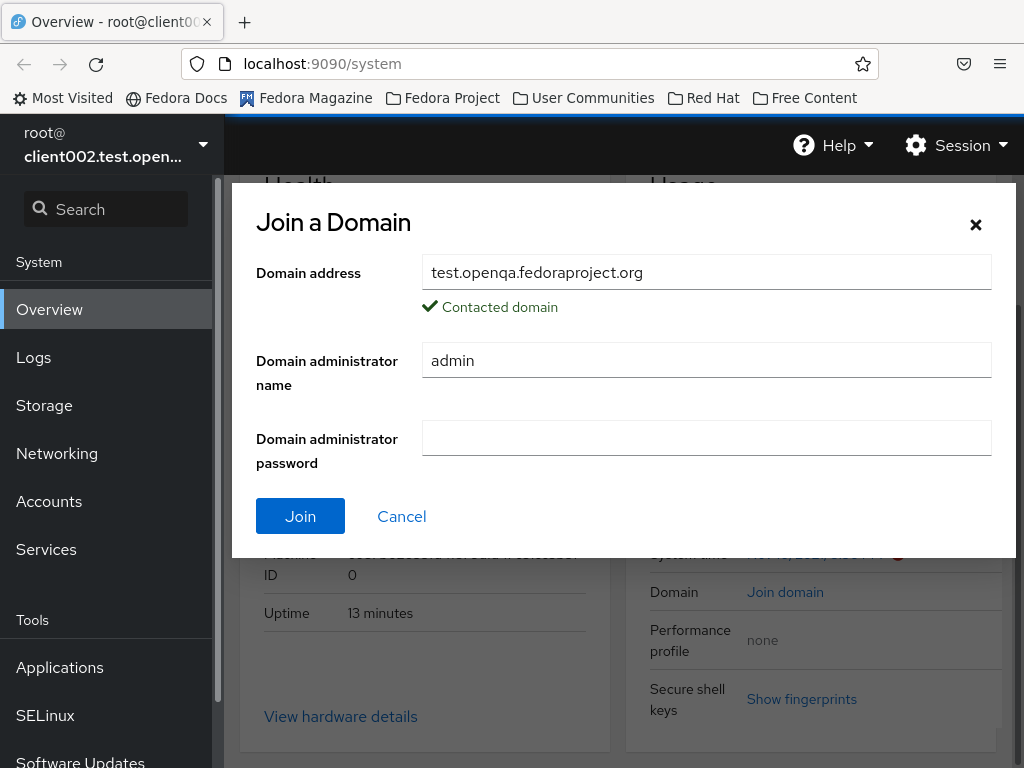 Overview - root@client00
localhost:9090/system
Most Visited
Fedora Docs
Fedora Magazine
Fedora Project
User Communities
Red Hat
Free Content
root@
client002.test.open...
Help
Session
Search
System
Overview
Logs
Storage
Networking
Accounts
Services
Tools
Applications
SELinux
Software Updates
Health
Usage
Join a Domain
Domain address
test.openqa.fedoraproject.org
Contacted domain
Domain administrator
name
admin
Domain administrator
password
Join
Cancel
ID
0
Uptime
13 minutes
View hardware details
Domain
Join domain
Performance
profile
none
Secure shell
keys
Show fingerprints